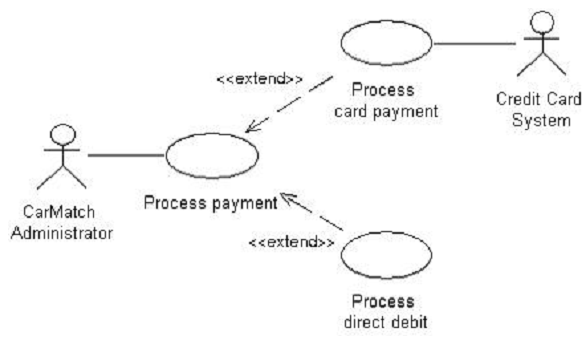 <<extend>>
Process
card payment
Credit Card
System
CarMatch
Administrator
Process payment
<<extend>>
Process
direct debit